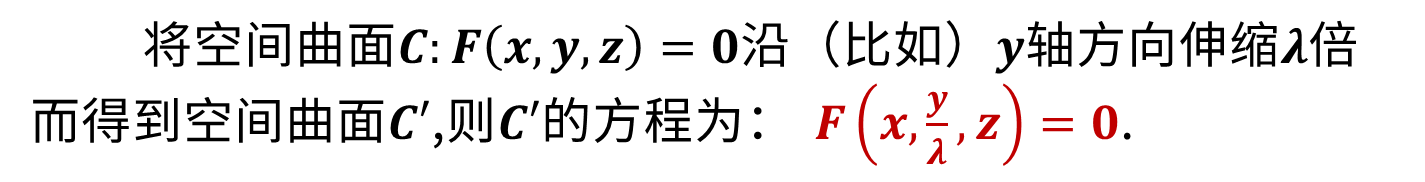 将空间曲面C: F(x, y, z) = 0沿（比如）y轴方向伸缩λ倍
而得到空间曲面C′,则C′的方程为： F(x, y/λ, z) = 0.